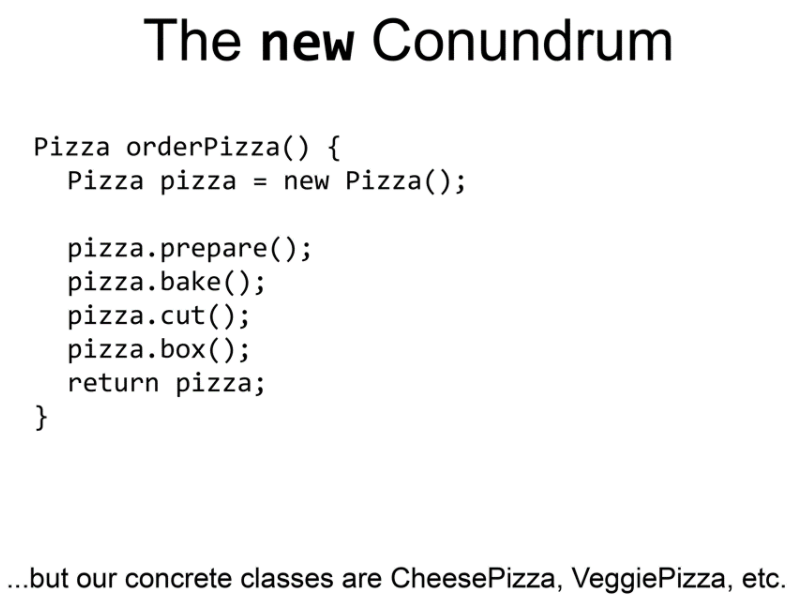 The new Conundrum
Pizza orderPizza() {
Pizza pizza = new Pizza();
pizza.prepare();
pizza.bake();
pizza.cut();
pizza.box();
return pizza;
}
...but our concrete classes are CheesePizza, VeggiePizza, etc.